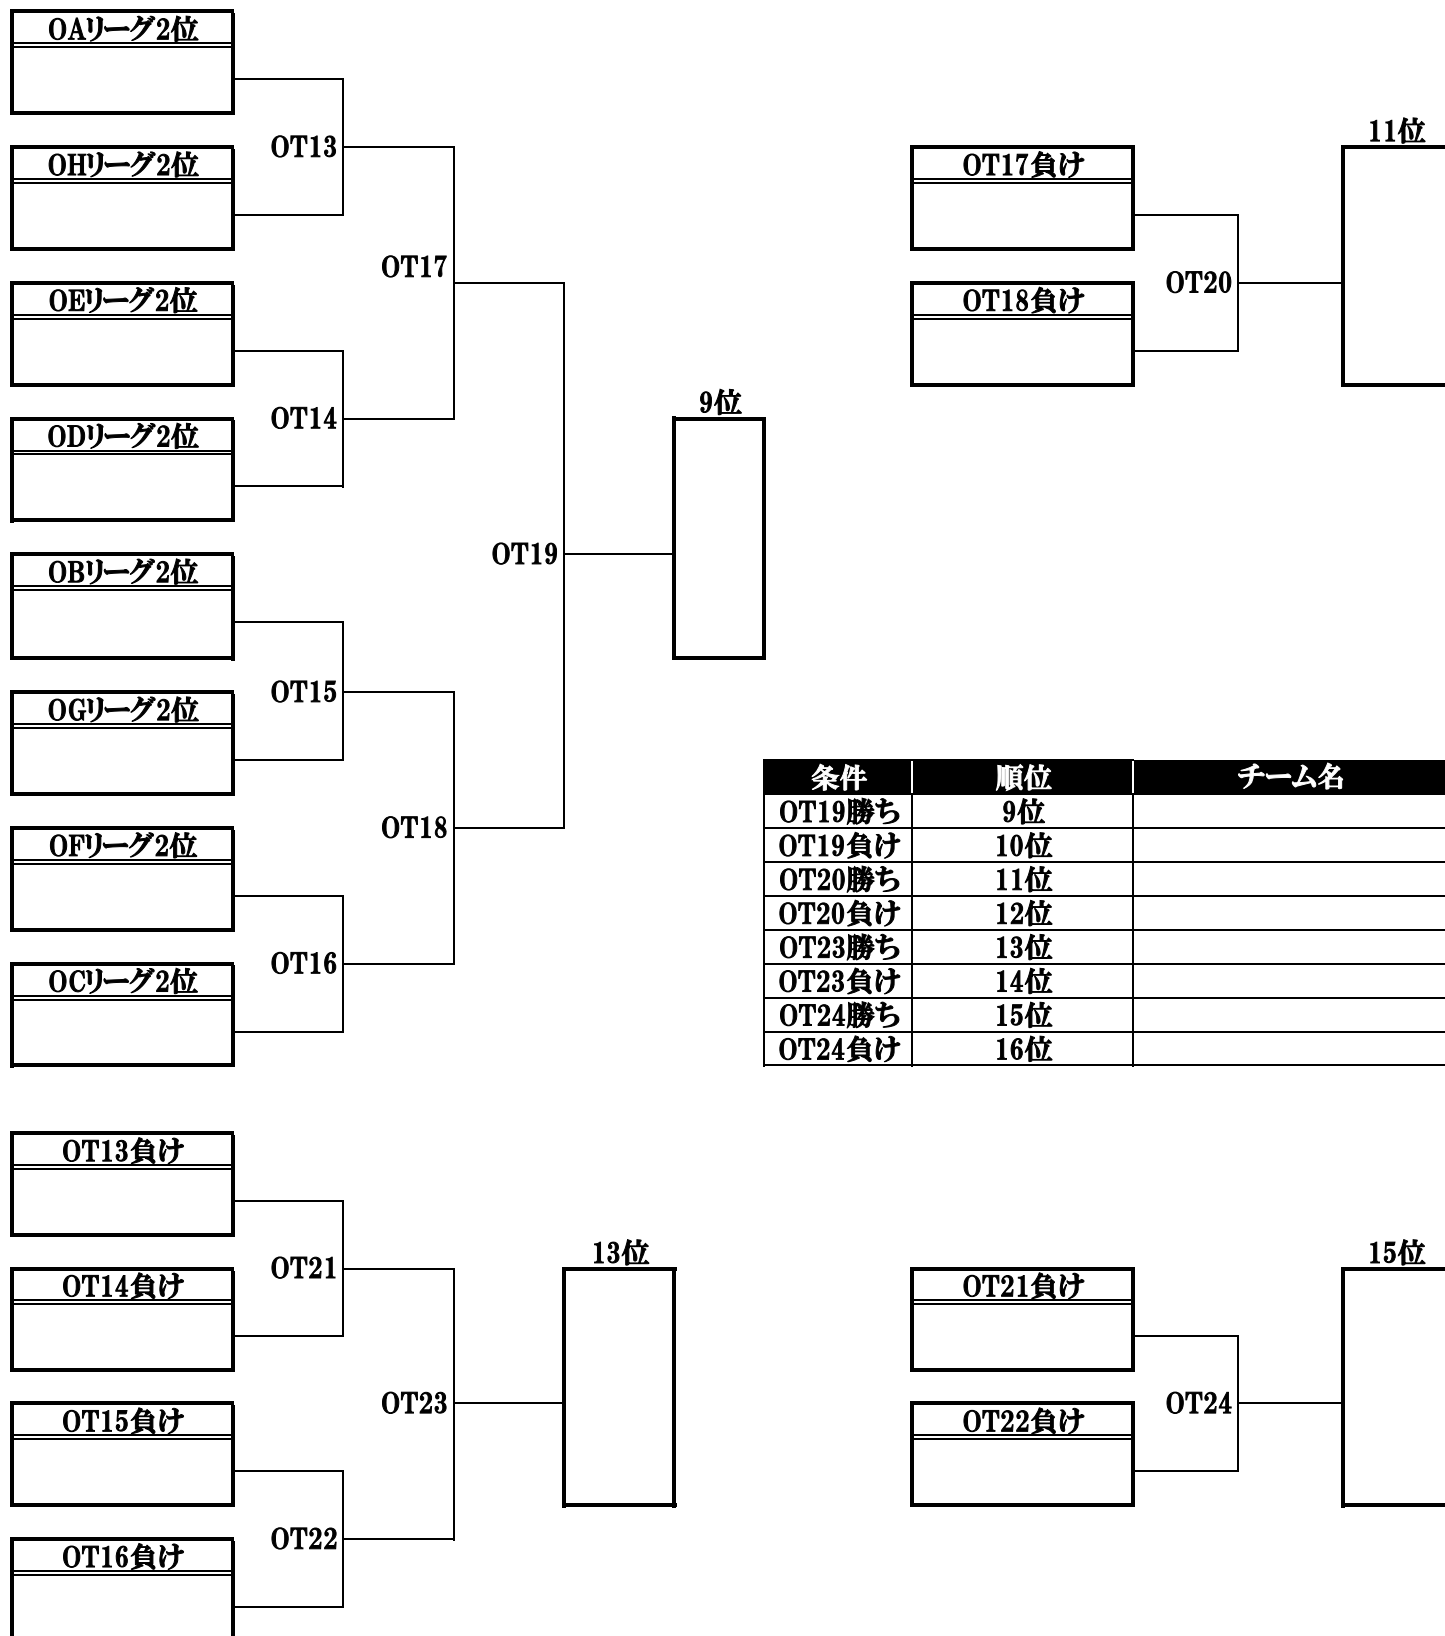 OAリーグ2位
OT13
OHリーグ2位
OT17
OEリーグ2位
OT14
ODリーグ2位
OT19
9位
OBリーグ2位
OT15
OGリーグ2位
OT18
OFリーグ2位
OT16
OCリーグ2位
11位
OT17負け
OT20
OT18負け
条件 順位 チーム名
OT19勝ち 9位
OT19負け 10位
OT20勝ち 11位
OT20負け 12位
OT23勝ち 13位
OT23負け 14位
OT24勝ち 15位
OT24負け 16位
OT13負け
OT21
OT14負け
13位
OT23
OT15負け
OT22
OT16負け
15位
OT21負け
OT24
OT22負け